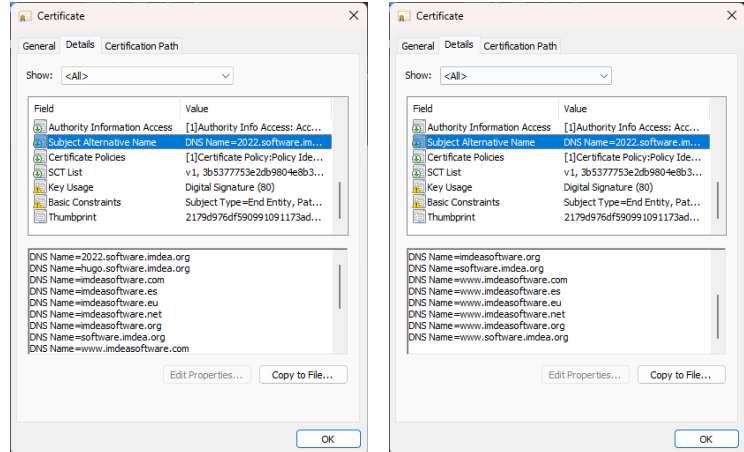 Certificate
General Details Certification Path
Show: <All>
Field Value
Authority Information Access [1]Authority Info Access: Acc...
Subject Alternative Name DNS Name=2022.software.im...
Certificate Policies [1]Certificate Policy:Policy Ide...
SCT List v1, 3b5377753e2db9804e8b3...
Key Usage Digital Signature (80)
Basic Constraints Subject Type=End Entity, Pat...
Thumbprint 2179d976df590991091173ad...
DNS Name=2022.software.imdea.org
DNS Name=hugo.software.imdea.org
DNS Name=imdeasoftware.com
DNS Name=imdeasoftware.es
DNS Name=imdeasoftware.eu
DNS Name=imdeasoftware.net
DNS Name=imdeasoftware.org
DNS Name=software.imdea.org
DNS Name=www.imdeasoftware.com
Edit Properties... Copy to File...
OK
Certificate
General Details Certification Path
Show: <All>
Field Value
Authority Information Access [1]Authority Info Access: Acc...
Subject Alternative Name DNS Name=2022.software.im...
Certificate Policies [1]Certificate Policy:Policy Ide...
SCT List v1, 3b5377753e2db9804e8b3...
Key Usage Digital Signature (80)
Basic Constraints Subject Type=End Entity, Pat...
Thumbprint 2179d976df590991091173ad...
DNS Name=imdeasoftware.org
DNS Name=software.imdea.org
DNS Name=www.imdeasoftware.com
DNS Name=www.imdeasoftware.es
DNS Name=www.imdeasoftware.eu
DNS Name=www.imdeasoftware.net
DNS Name=www.imdeasoftware.org
DNS Name=www.software.imdea.org
Edit Properties... Copy to File...
OK